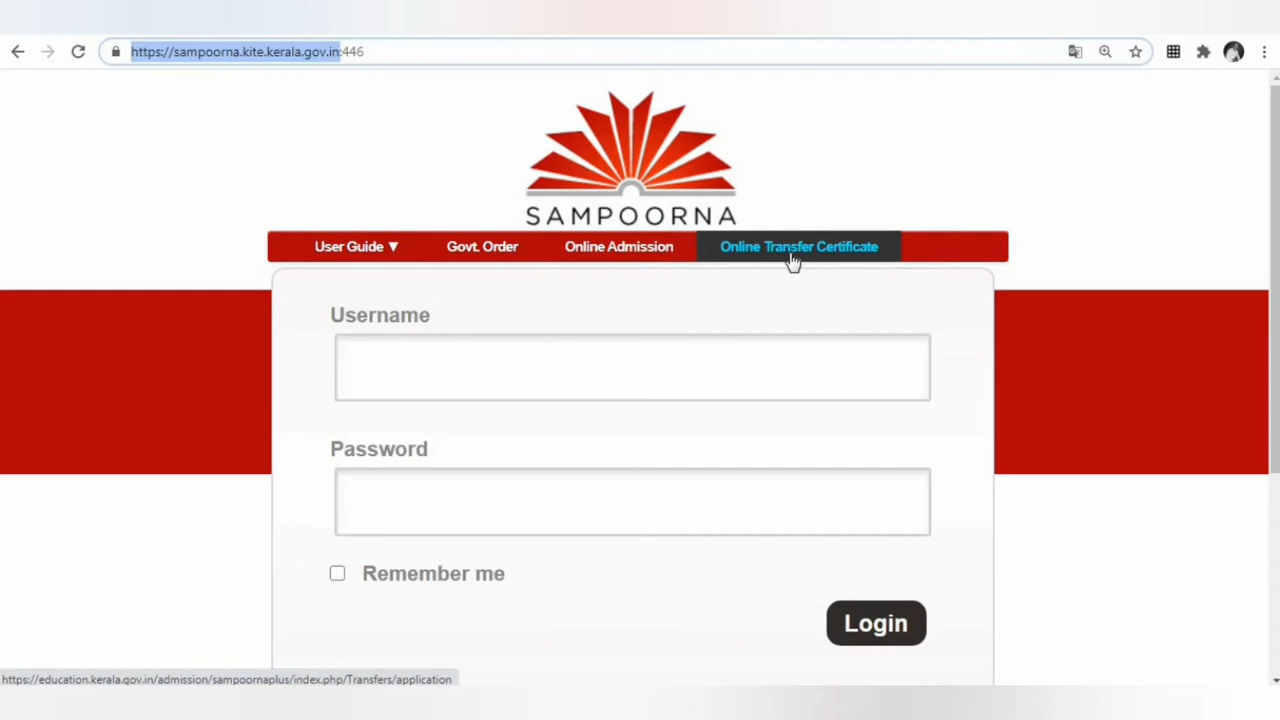 https://sampoorna.kite.kerala.gov.in:446
SAMPOORNA
User Guide ▼ Govt. Order Online Admission Online Transfer Certificate
Username
Password
Remember me
Login
https://education.kerala.gov.in/admission/sampoornaplus/index.php/Transfers/application